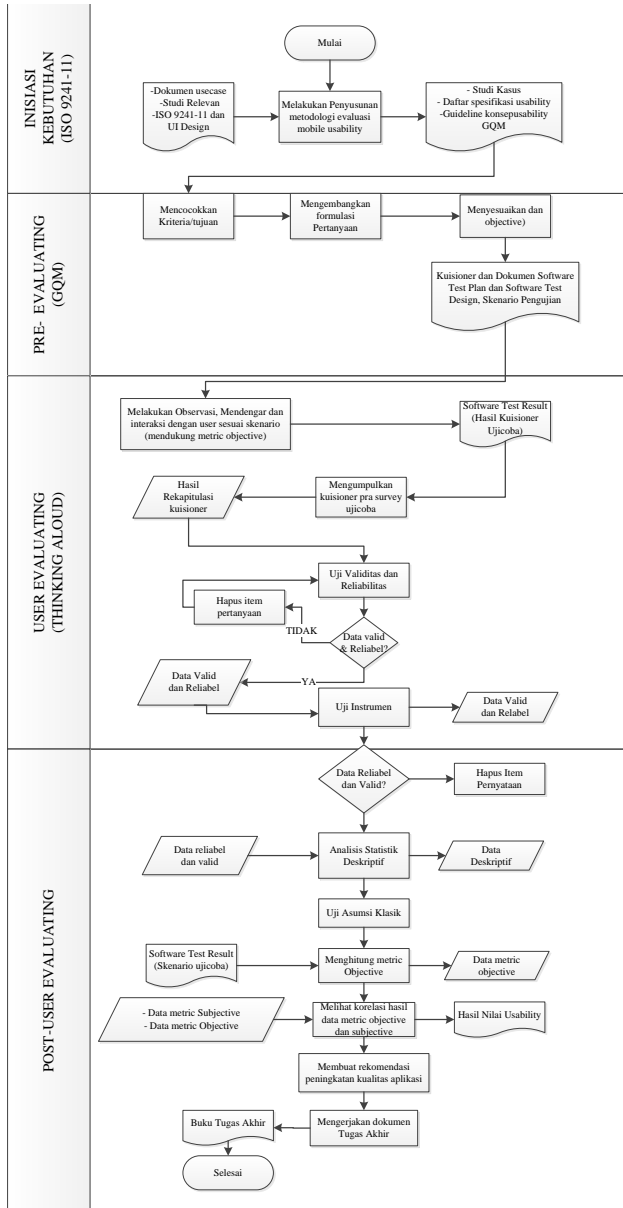 INISIASI
KEBUTUHAN
(ISO 9241-11)
Mulai
-Dokumen usecase
-Studi Relevan
-ISO 9241-11 dan
UI Design
Melakukan Penyusunan
metodologi evaluasi
mobile usability
- Studi Kasus
- Daftar spesifikasi usability
-Guideline konsepusability
GQM
PRE- EVALUATING
(GQM)
Mencocokkan
Kriteria/tujuan
Mengembangkan
formulasi
Pertanyaan
Menyesuaikan dan
objective)
Kuisioner dan Dokumen Software
Test Plan dan Software Test
Design, Skenario Pengujian
USER EVALUATING
(THINKING ALOUD)
Melakukan Observasi, Mendengar dan
interaksi dengan user sesuai skenario
(mendukung metric objective)
Software Test Result
(Hasil Kuisioner
Ujicoba)
Hasil
Rekapitulasi
kuisioner
Mengumpulkan
kuisioner pra survey
ujicoba
Uji Validitas dan
Reliabilitas
Hapus item
pertanyaan
TIDAK
Data valid
& Reliabel?
YA
Data Valid
dan Reliabel
Uji Instrumen
Data Valid
dan Relabel
POST-USER EVALUATING
Data Reliabel
dan Valid?
Hapus Item
Pernyataan
Data reliabel
dan valid
Analisis Statistik
Deskriptif
Data
Deskriptif
Uji Asumsi Klasik
Software Test Result
(Skenario ujicoba)
Menghitung metric
Objective
Data metric
objective
- Data metric Subjective
- Data metric Objective
Melihat korelasi hasil
data metric objective
dan subjective
Hasil Nilai Usability
Membuat rekomendasi
peningkatan kualitas aplikasi
Buku Tugas Akhir
Mengerjakan dokumen
Tugas Akhir
Selesai